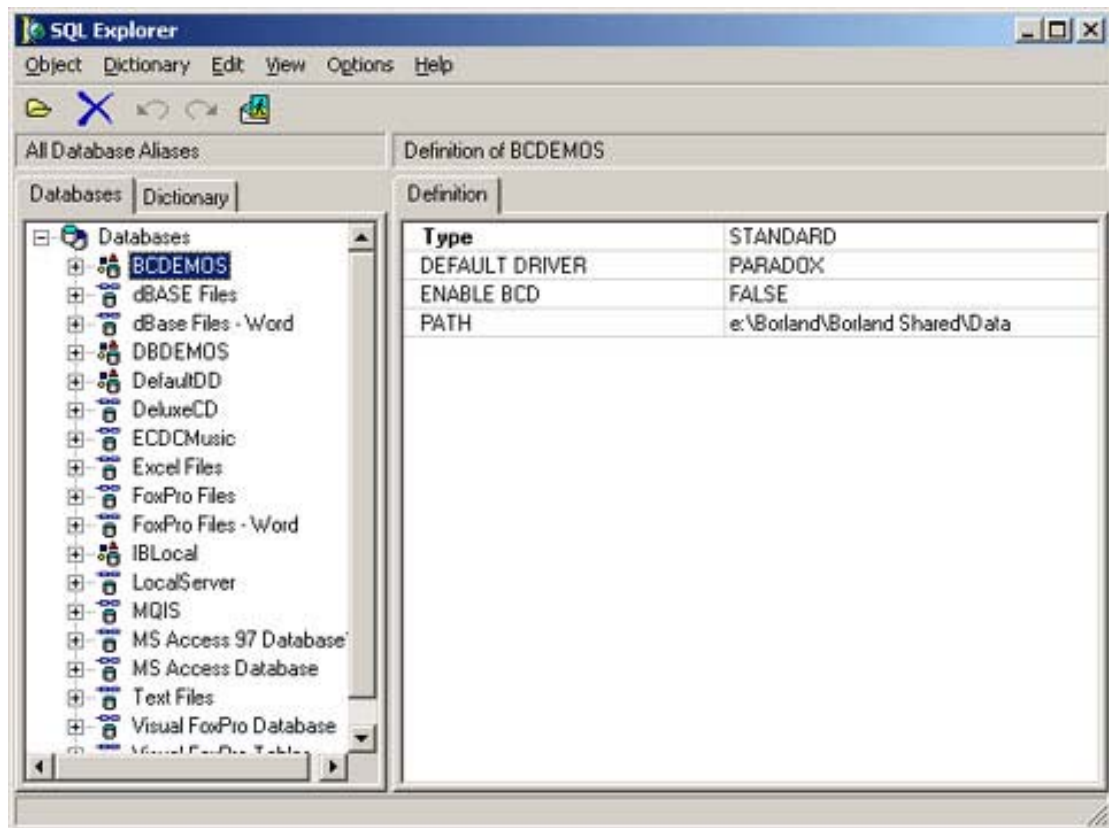 SQL Explorer
Object Dictionary Edit View Options Help
All Database Aliases
Definition of BCDEMOS
Databases Dictionary
Definition
Databases
BCDEMOS
dBASE Files
dBase Files - Word
DBDEMOS
DefaultDD
DeluxeCD
ECDCMusic
Excel Files
FoxPro Files
FoxPro Files - Word
IBLocal
LocalServer
MQIS
MS Access 97 Database
MS Access Database
Text Files
Visual FoxPro Database
Visual FoxPro Tables
Type STANDARD
DEFAULT DRIVER PARADOX
ENABLE BCD FALSE
PATH e:\Borland\Borland Shared\Data